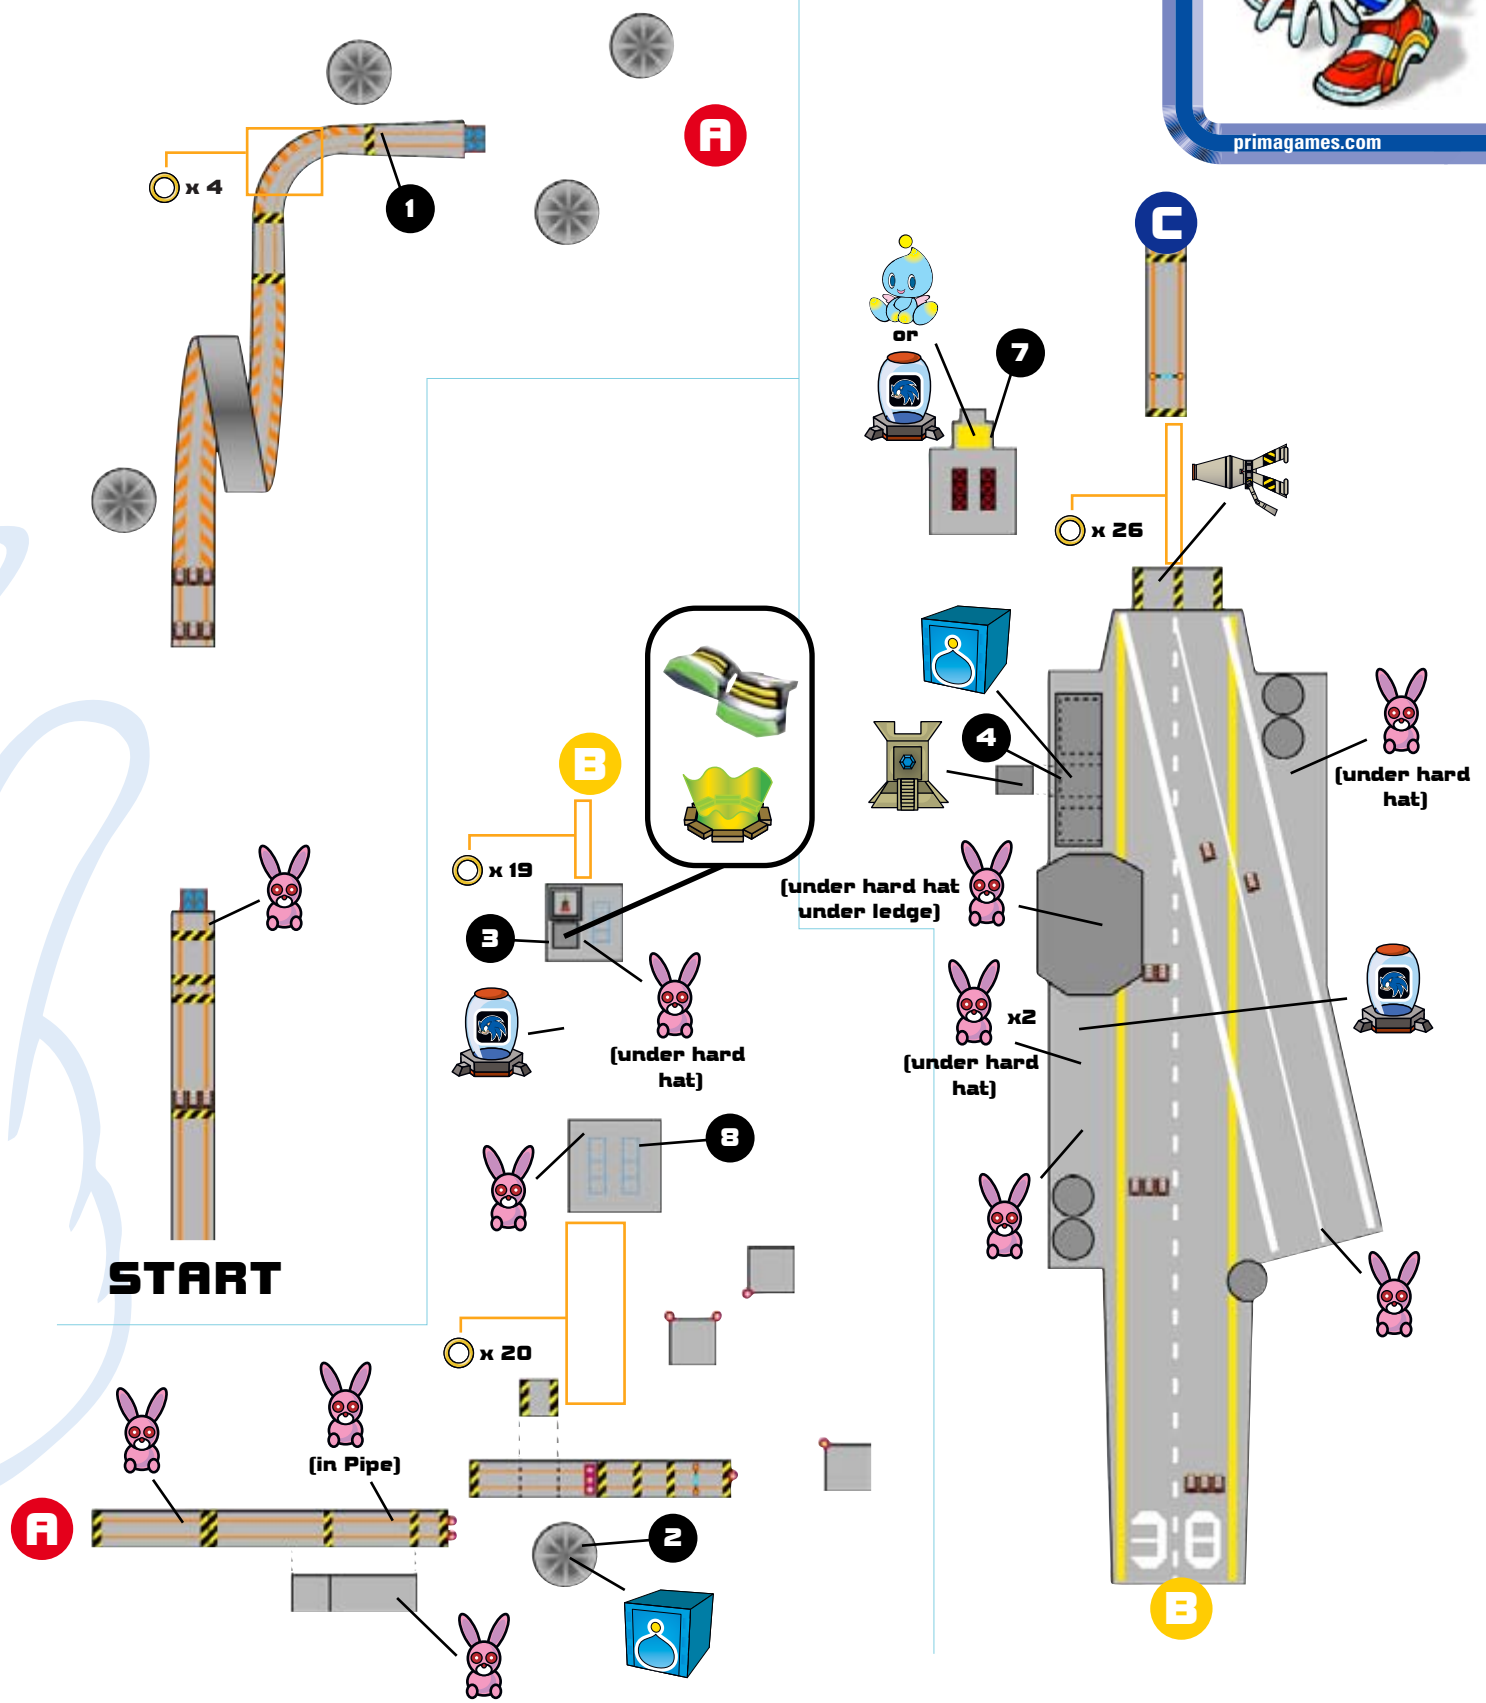 primagames.com
A
x 4
1
C
or
7
x 26
4
(under hard
hat)
B
x 19
3
(under hard hat
under ledge)
x2
(under hard
hat)
(under hard
hat)
8
START
x 20
(in Pipe)
A
2
38
B